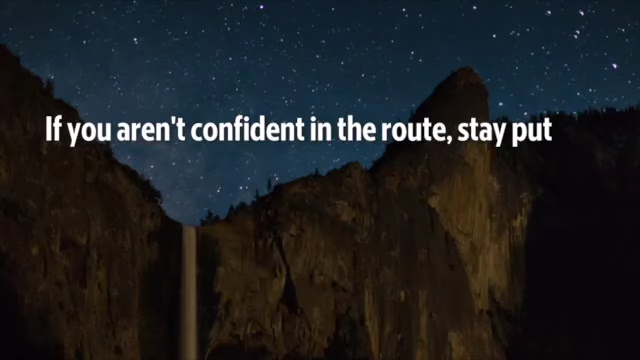 If you aren't confident in the route, stay put